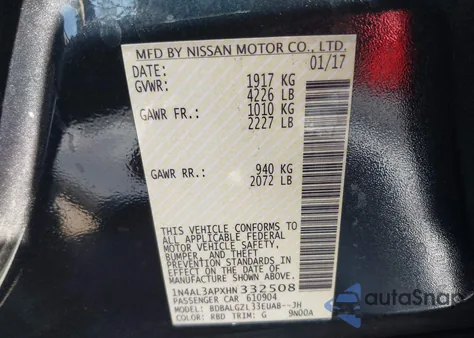 MFD BY NISSAN MOTOR CO., LTD.
DATE: 01/17
GVWR: 1917 KG
4226 LB
GAWR FR.: 1010 KG
2227 LB
GAWR RR.: 940 KG
2072 LB
THIS VEHICLE CONFORMS TO
ALL APPLICABLE FEDERAL
MOTOR VEHICLE SAFETY,
BUMPER, AND THEFT
PREVENTION STANDARDS IN
EFFECT ON THE DATE OF
MANUFACTURE SHOWN ABOVE.
1N4AL3APXHN332508
PASSENGER CAR 610904
MODEL: BDBALGZL33EUAB--JH
COLOR: RBD TRIM: G 9N00A
autoSnap